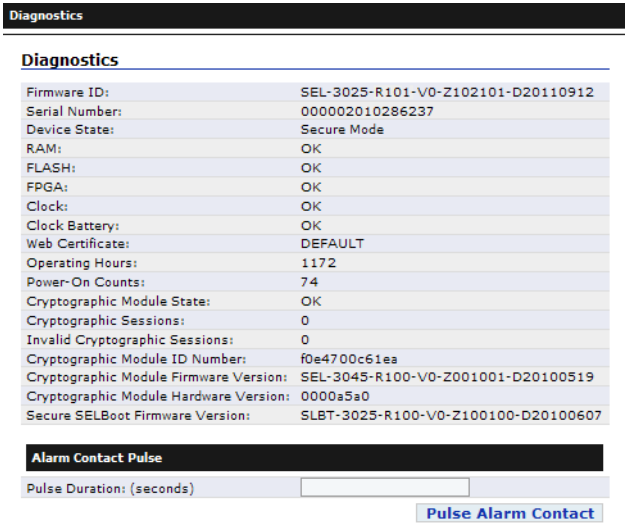 Diagnostics
Diagnostics
Firmware ID: SEL-3025-R101-V0-Z102101-D20110912
Serial Number: 000002010286237
Device State: Secure Mode
RAM: OK
FLASH: OK
FPGA: OK
Clock: OK
Clock Battery: OK
Web Certificate: DEFAULT
Operating Hours: 1172
Power-On Counts: 74
Cryptographic Module State: OK
Cryptographic Sessions: 0
Invalid Cryptographic Sessions: 0
Cryptographic Module ID Number: f0e4700c61ea
Cryptographic Module Firmware Version: SEL-3045-R100-V0-Z001001-D20100519
Cryptographic Module Hardware Version: 0000a5a0
Secure SELBoot Firmware Version: SLBT-3025-R100-V0-Z100100-D20100607
Alarm Contact Pulse
Pulse Duration: (seconds)
Pulse Alarm Contact